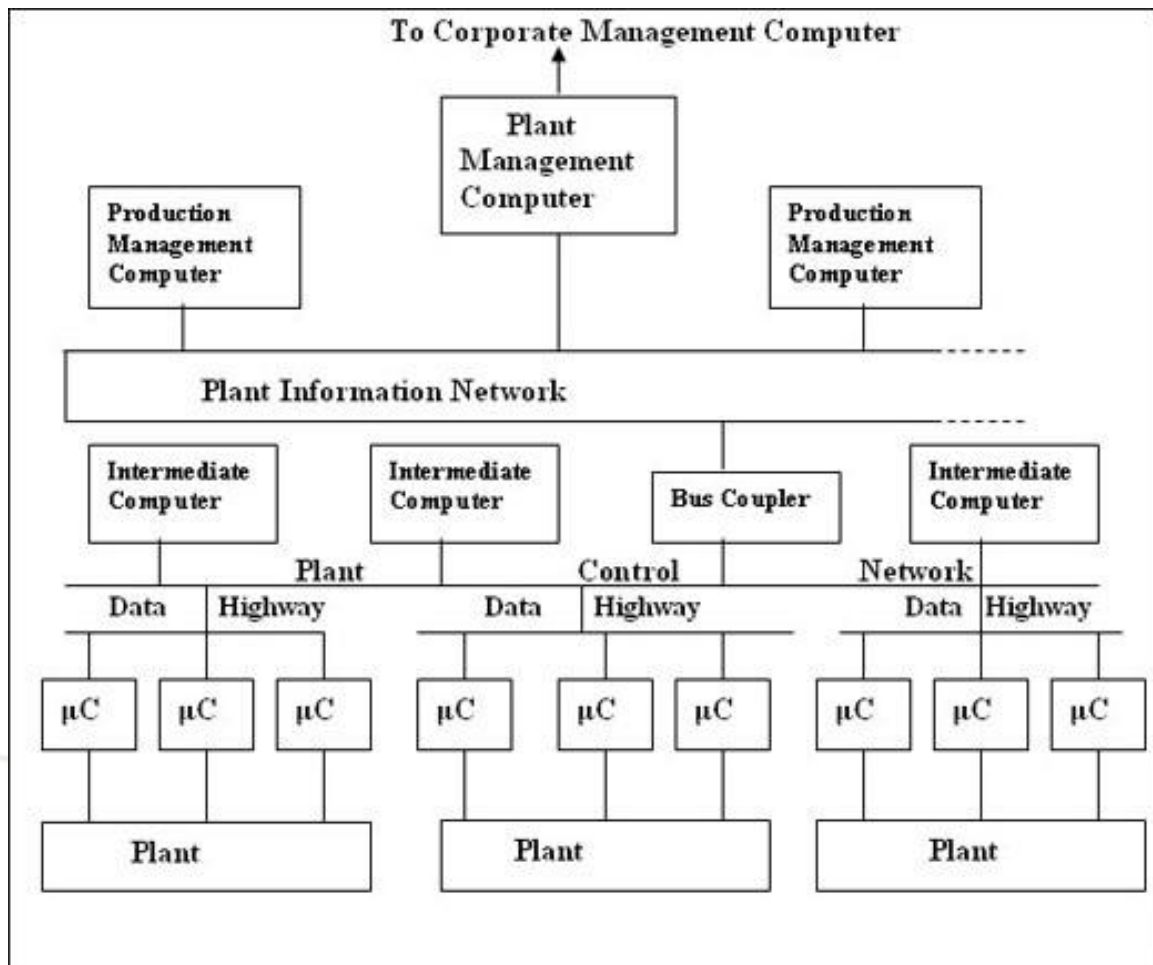 To Corporate Management Computer
Plant
Management
Computer
Production
Management
Computer
Production
Management
Computer
Plant Information Network
Intermediate
Computer
Intermediate
Computer
Bus Coupler
Intermediate
Computer
Plant Control Network
Data Highway
Data Highway
Data Highway
μC
μC
μC
μC
μC
μC
μC
μC
μC
Plant
Plant
Plant